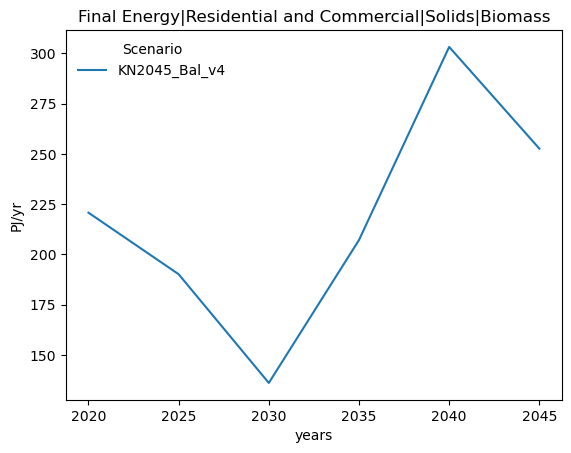 Final Energy|Residential and Commercial|Solids|Biomass
Scenario
KN2045_Bal_v4
PJ/yr
300
275
250
225
200
175
150
2020 2025 2030 2035 2040 2045
years